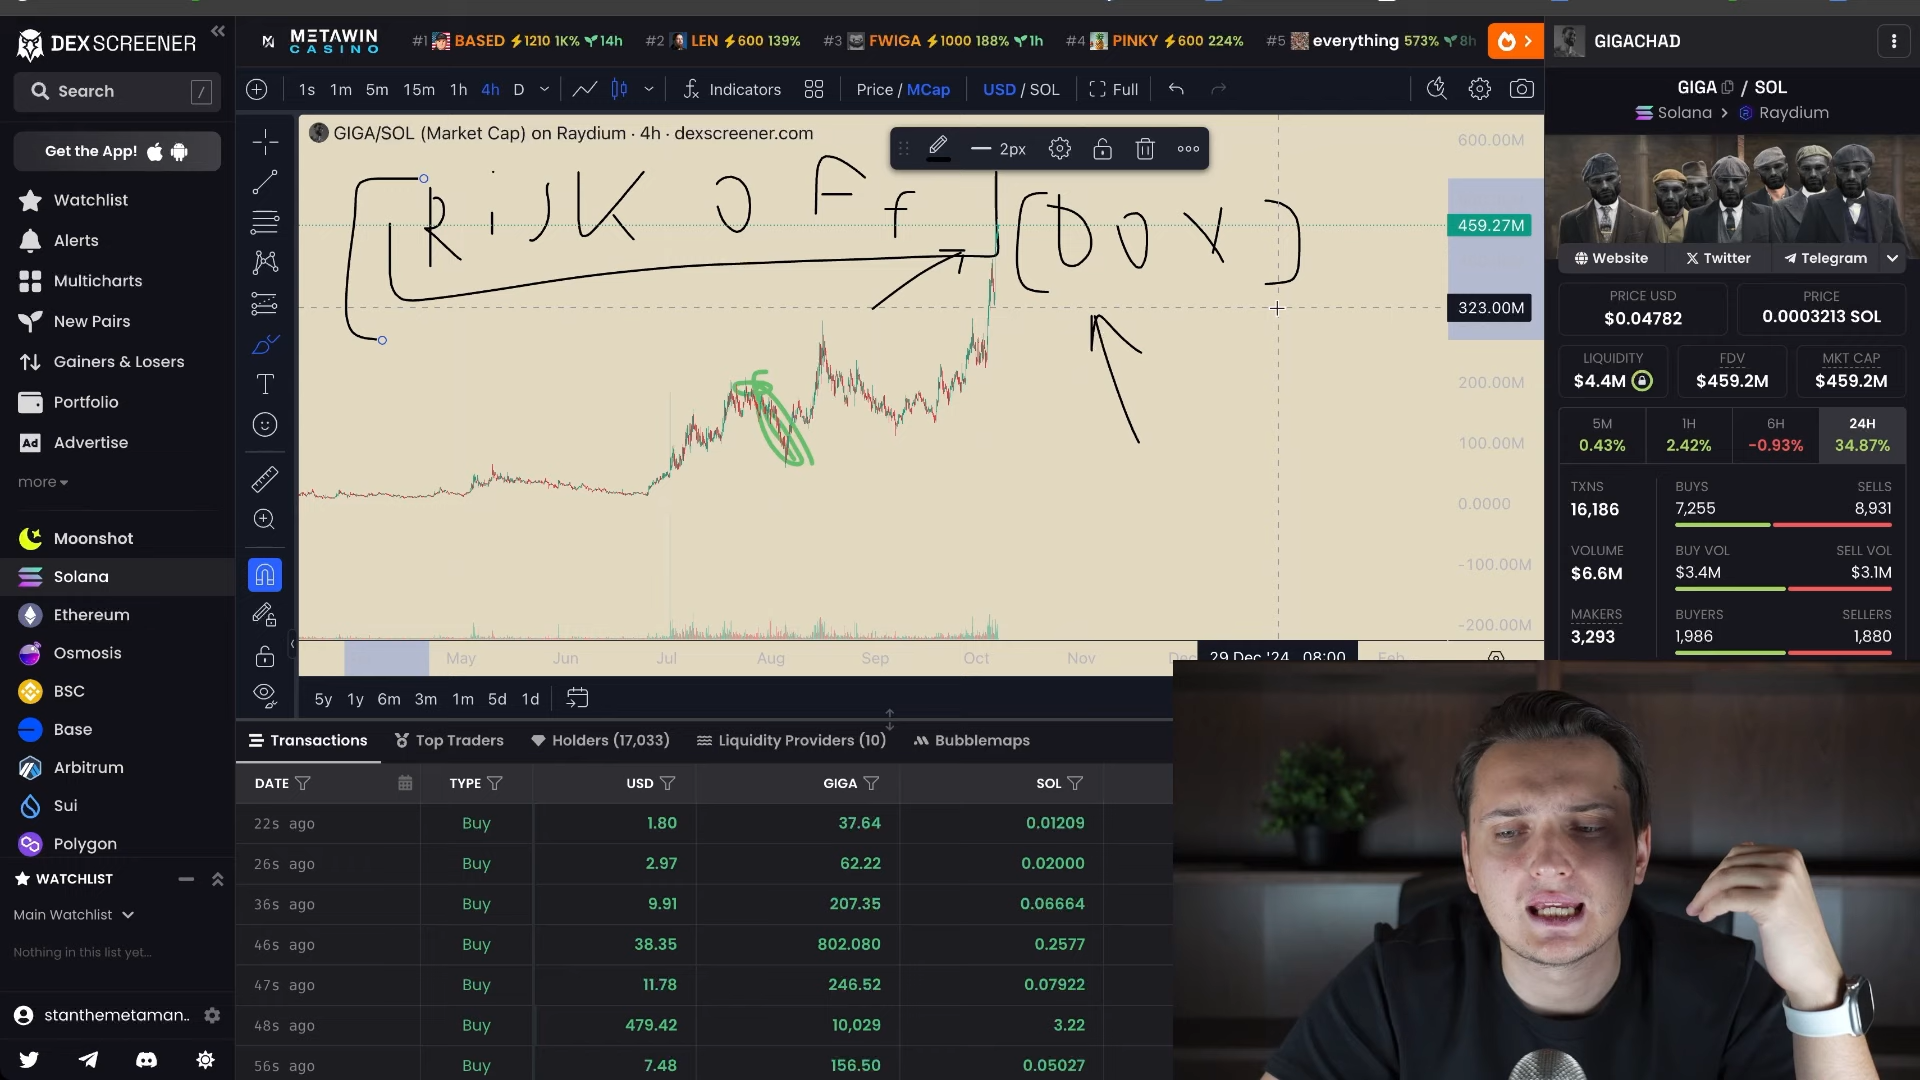 DEX SCREENER
Search /
Get the App!
Watchlist
Alerts
Multicharts
New Pairs
Gainers & Losers
Portfolio
Ad Advertise
more
Moonshot
Solana
Ethereum
Osmosis
BSC
Base
Arbitrum
Sui
Polygon
WATCHLIST
Main Watchlist
Nothing in this list yet...
stanthemetaman..
METAWIN
CASINO
#1 BASED 1210 1K% 14h
#2 LEN 600 139%
#3 FWIGA 1000 188% 1h
#4 PINKY 600 224%
#5 everything 573% 8h
1s 1m 5m 15m 1h 4h D Indicators Price / MCap USD / SOL Full
GIGA/SOL (Market Cap) on Raydium · 4h · dexscreener.com
2px
RiSK OFf (DOX)
600.00M
459.27M
323.00M
200.00M
100.00M
0.0000
-100.00M
-200.00M
May Jun Jul Aug Sep Oct Nov Dec 29 Dec '24 08:00 Feb
5y 1y 6m 3m 1m 5d 1d
Transactions Top Traders Holders (17,033) Liquidity Providers (10) Bubblemaps
DATE TYPE USD GIGA SOL
22s ago Buy 1.80 37.64 0.01209
26s ago Buy 2.97 62.22 0.02000
36s ago Buy 9.91 207.35 0.06664
46s ago Buy 38.35 802.080 0.2577
47s ago Buy 11.78 246.52 0.07922
48s ago Buy 479.42 10,029 3.22
56s ago Buy 7.48 156.50 0.05027
GIGACHAD
GIGA / SOL
Solana > Raydium
Website Twitter Telegram
PRICE USD PRICE
$0.04782 0.0003213 SOL
LIQUIDITY FDV MKT CAP
$4.4M $459.2M $459.2M
5M 1H 6H 24H
0.43% 2.42% -0.93% 34.87%
TXNS BUYS SELLS
16,186 7,255 8,931
VOLUME BUY VOL SELL VOL
$6.6M $3.4M $3.1M
MAKERS BUYERS SELLERS
3,293 1,986 1,880